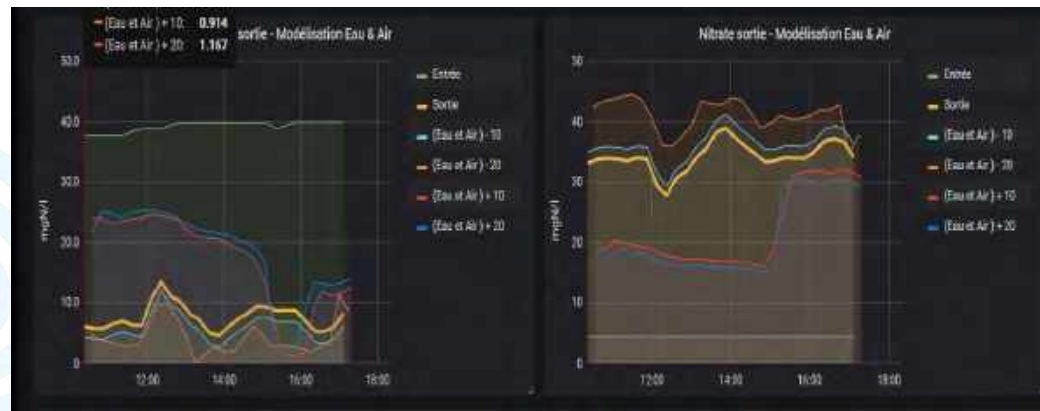 (Eau et Air ) + 10: 0.914
(Eau et Air ) + 20: 1.167
sortie - Modélisation Eau & Air
50.0
40.0
30.0
20.0
10.0
0
mgN/l
12:00 14:00 16:00 18:00
Entrée
Sortie
(Eau et Air ) - 10
(Eau et Air ) - 20
(Eau et Air ) + 10
(Eau et Air ) + 20
Nitrate sortie - Modélisation Eau & Air
50
40
30
20
10
0
mgN/l
12:00 14:00 16:00 18:00
Entrée
Sortie
(Eau et Air ) - 10
(Eau et Air ) - 20
(Eau et Air ) + 10
(Eau et Air ) + 20